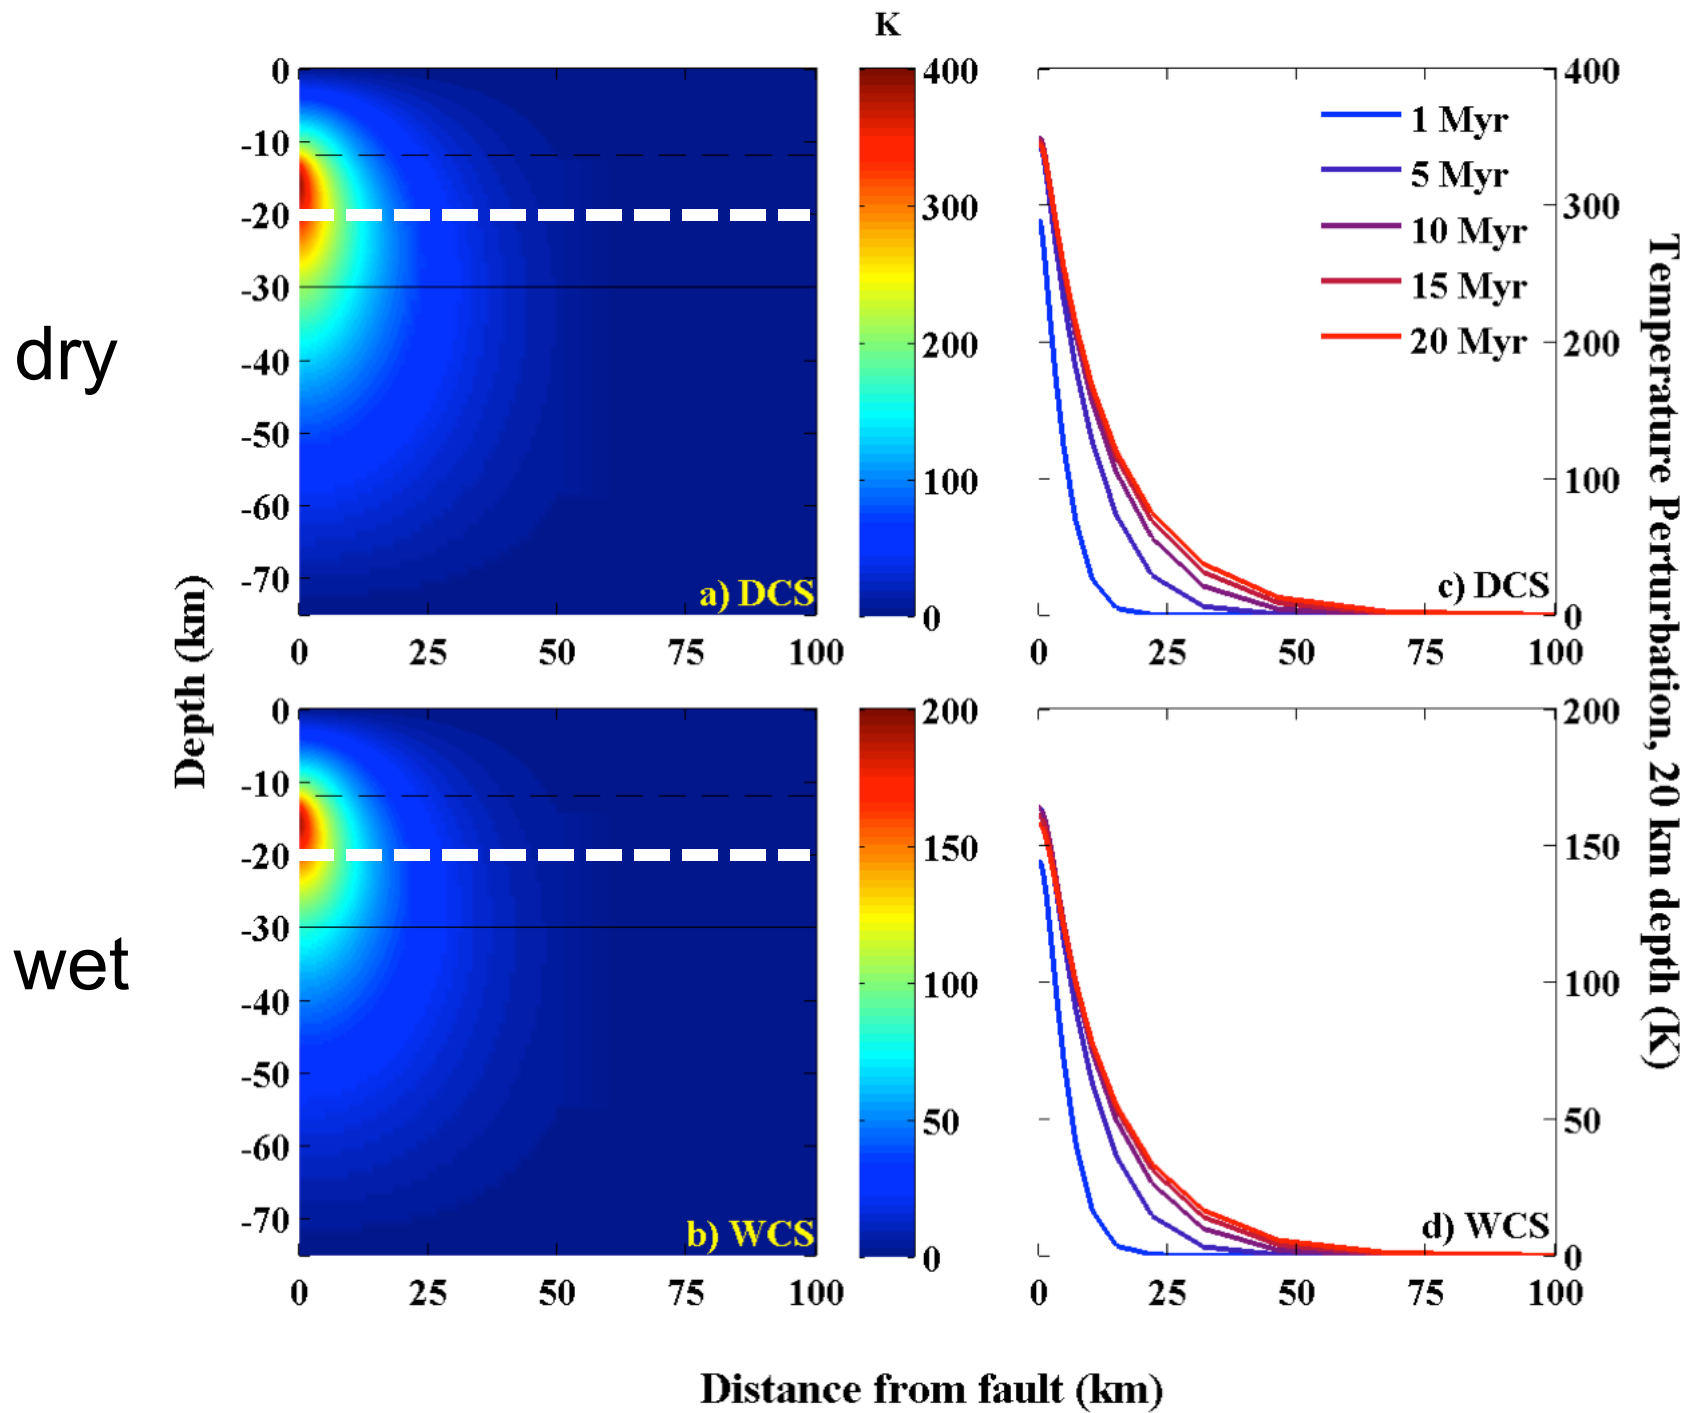 K
0
-10
-20
-30
-40
-50
-60
-70
a) DCS
0 25 50 75 100
400
300
200
100
0
1 Myr
5 Myr
10 Myr
15 Myr
20 Myr
c) DCS
0 25 50 75 100
400
300
200
100
0
dry
Depth (km)
Temperature Perturbation, 20 km depth (K)
wet
0
-10
-20
-30
-40
-50
-60
-70
b) WCS
0 25 50 75 100
200
150
100
50
0
d) WCS
0 25 50 75 100
200
150
100
50
0
Distance from fault (km)